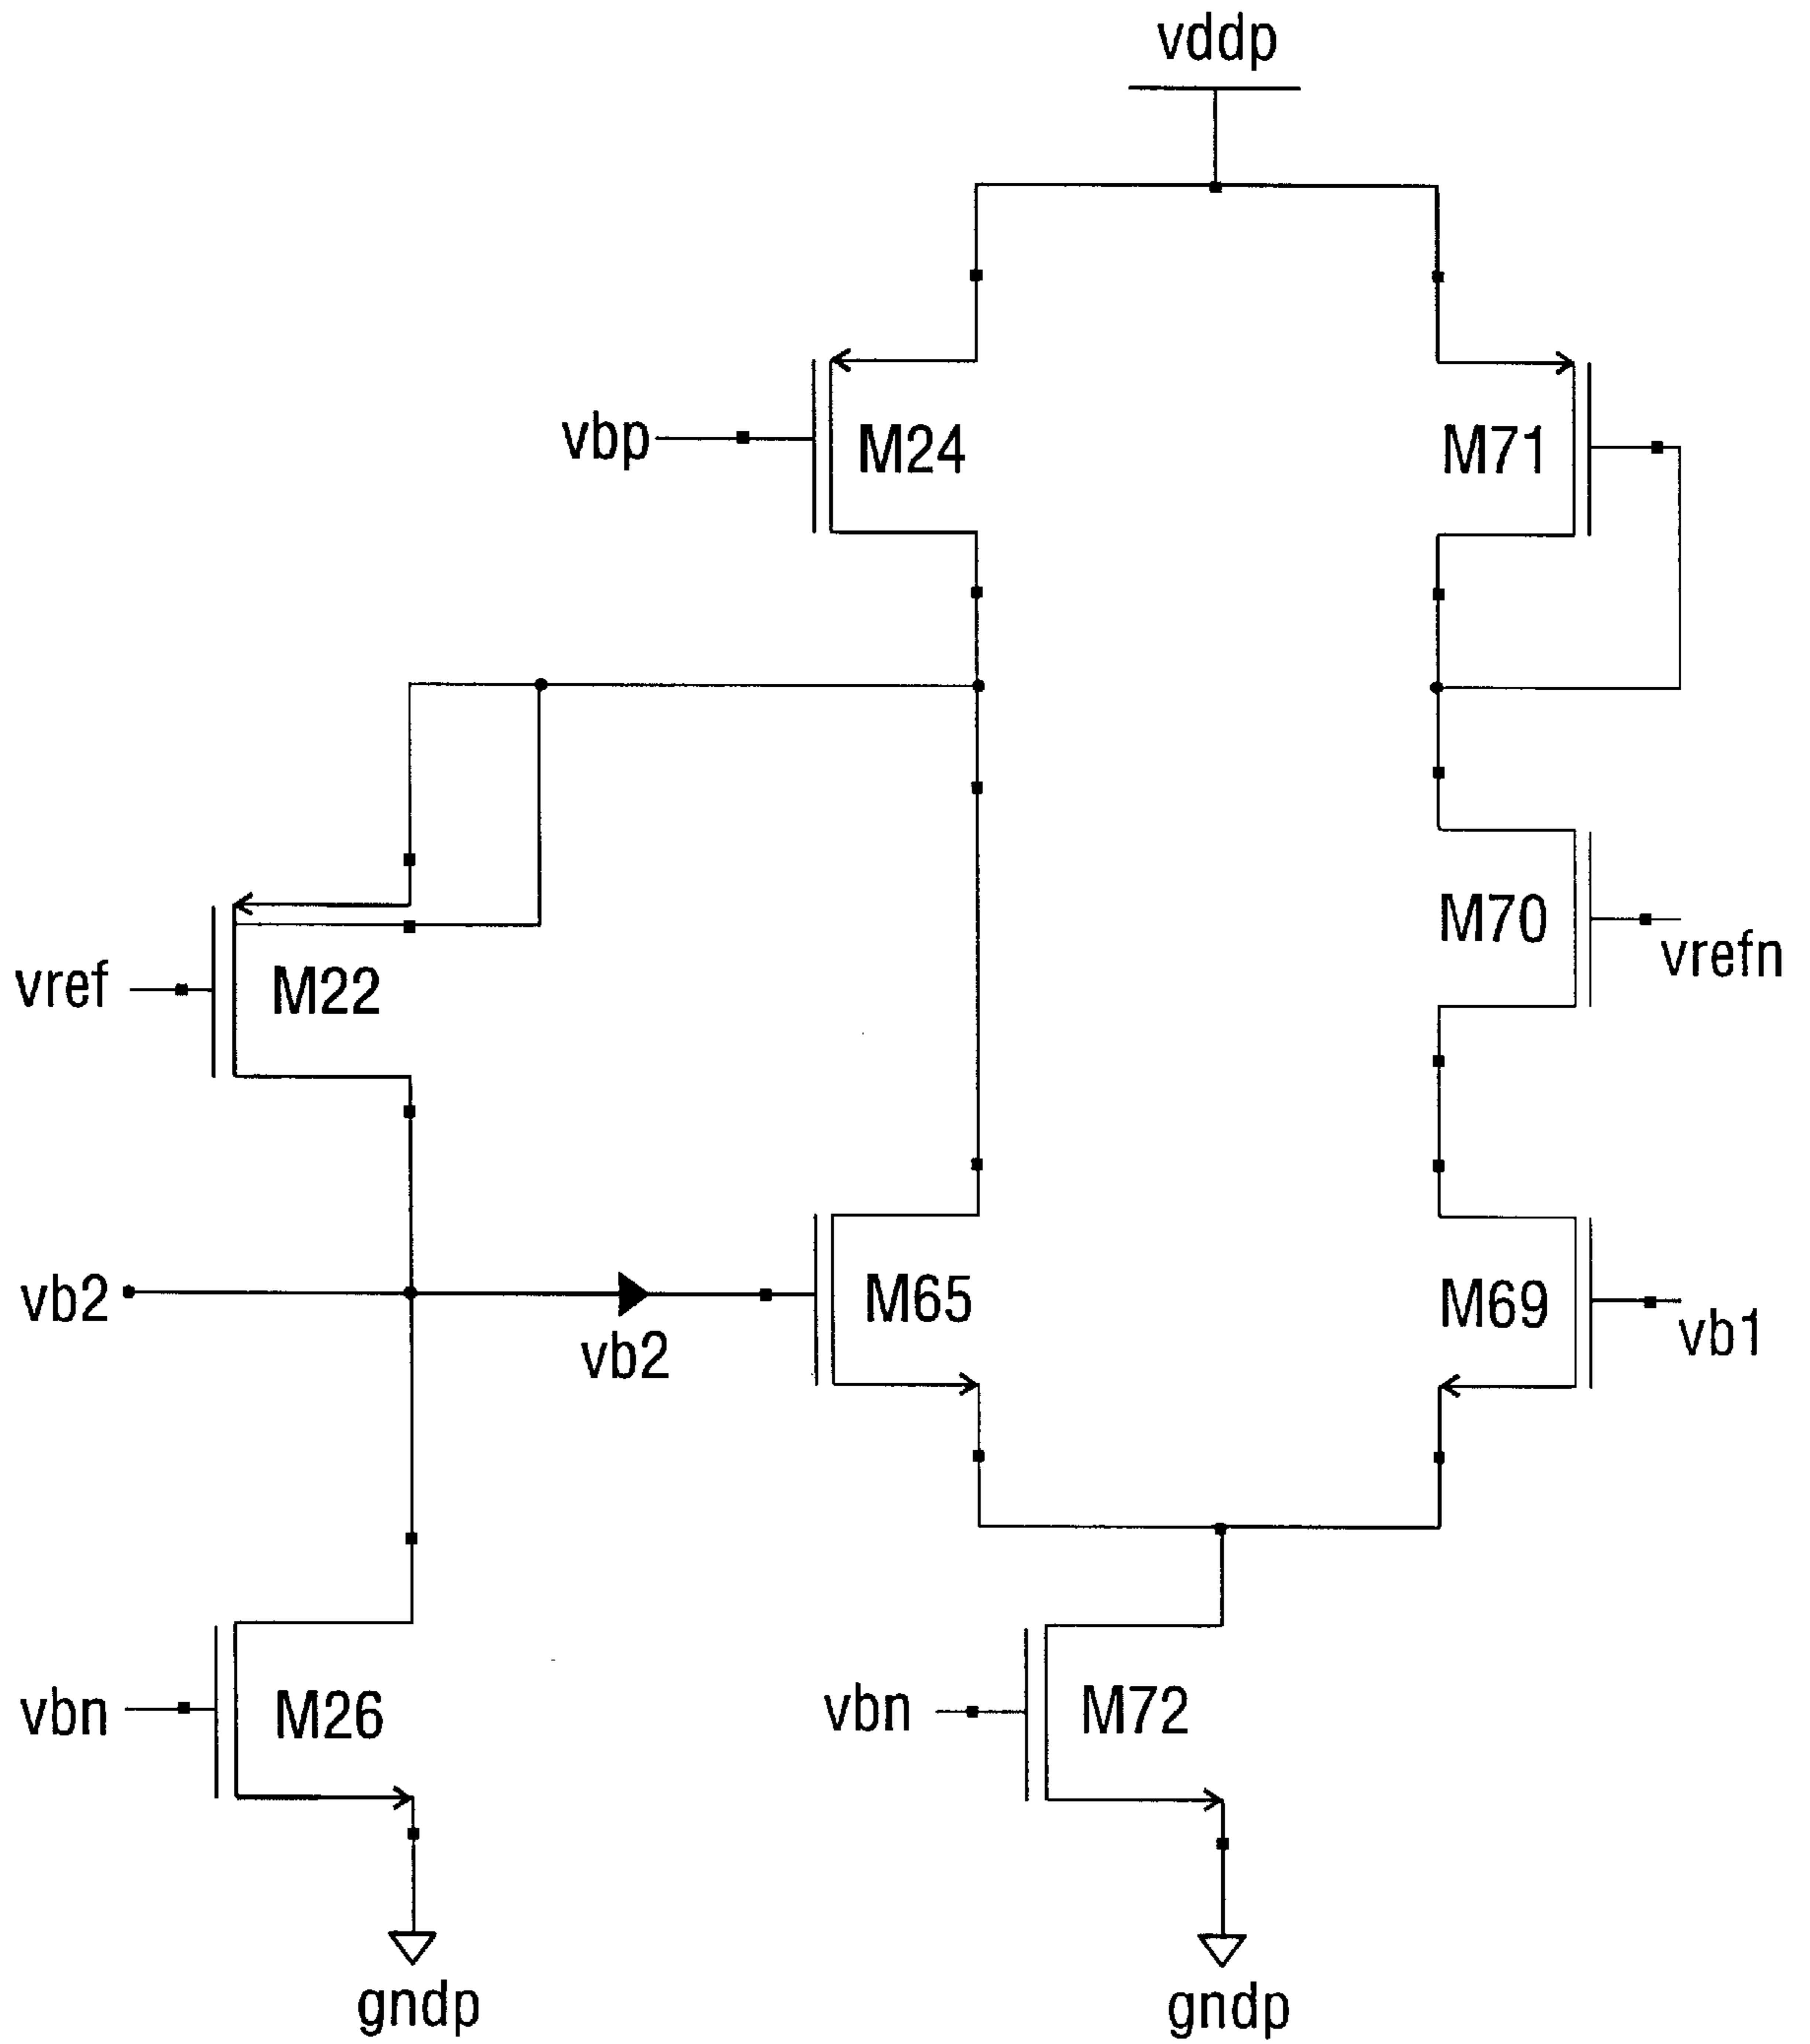 vddp
vbp
M24
M71
M70
vrefn
vref
M22
vb2
vb2
M65
M69
vb1
vbn
M26
vbn
M72
gndp
gndp